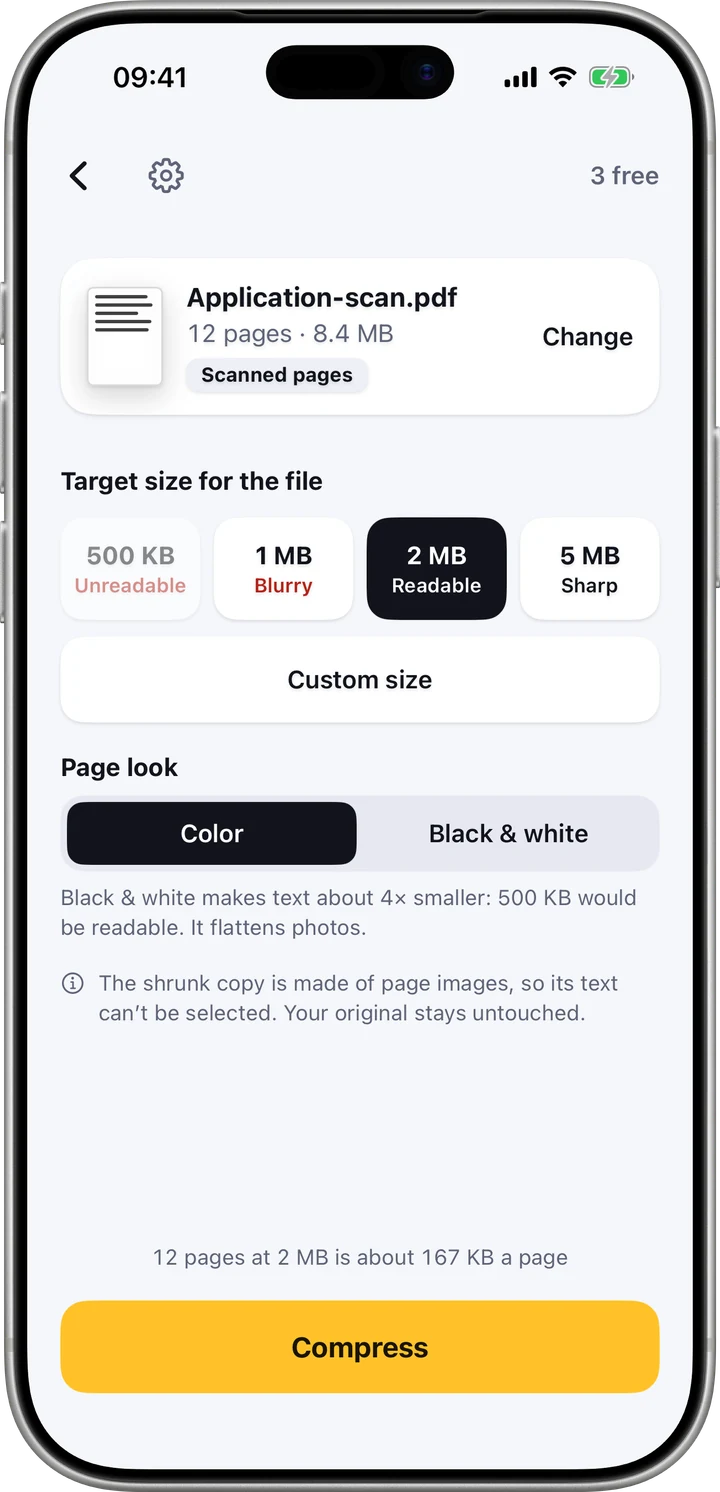 09:41
3 free
Application-scan.pdf
12 pages · 8.4 MB
Change
Scanned pages
Target size for the file
500 KB
Unreadable
1 MB
Blurry
2 MB
Readable
5 MB
Sharp
Custom size
Page look
Color
Black & white
Black & white makes text about 4× smaller: 500 KB would
be readable. It flattens photos.
The shrunk copy is made of page images, so its text
can’t be selected. Your original stays untouched.
12 pages at 2 MB is about 167 KB a page
Compress